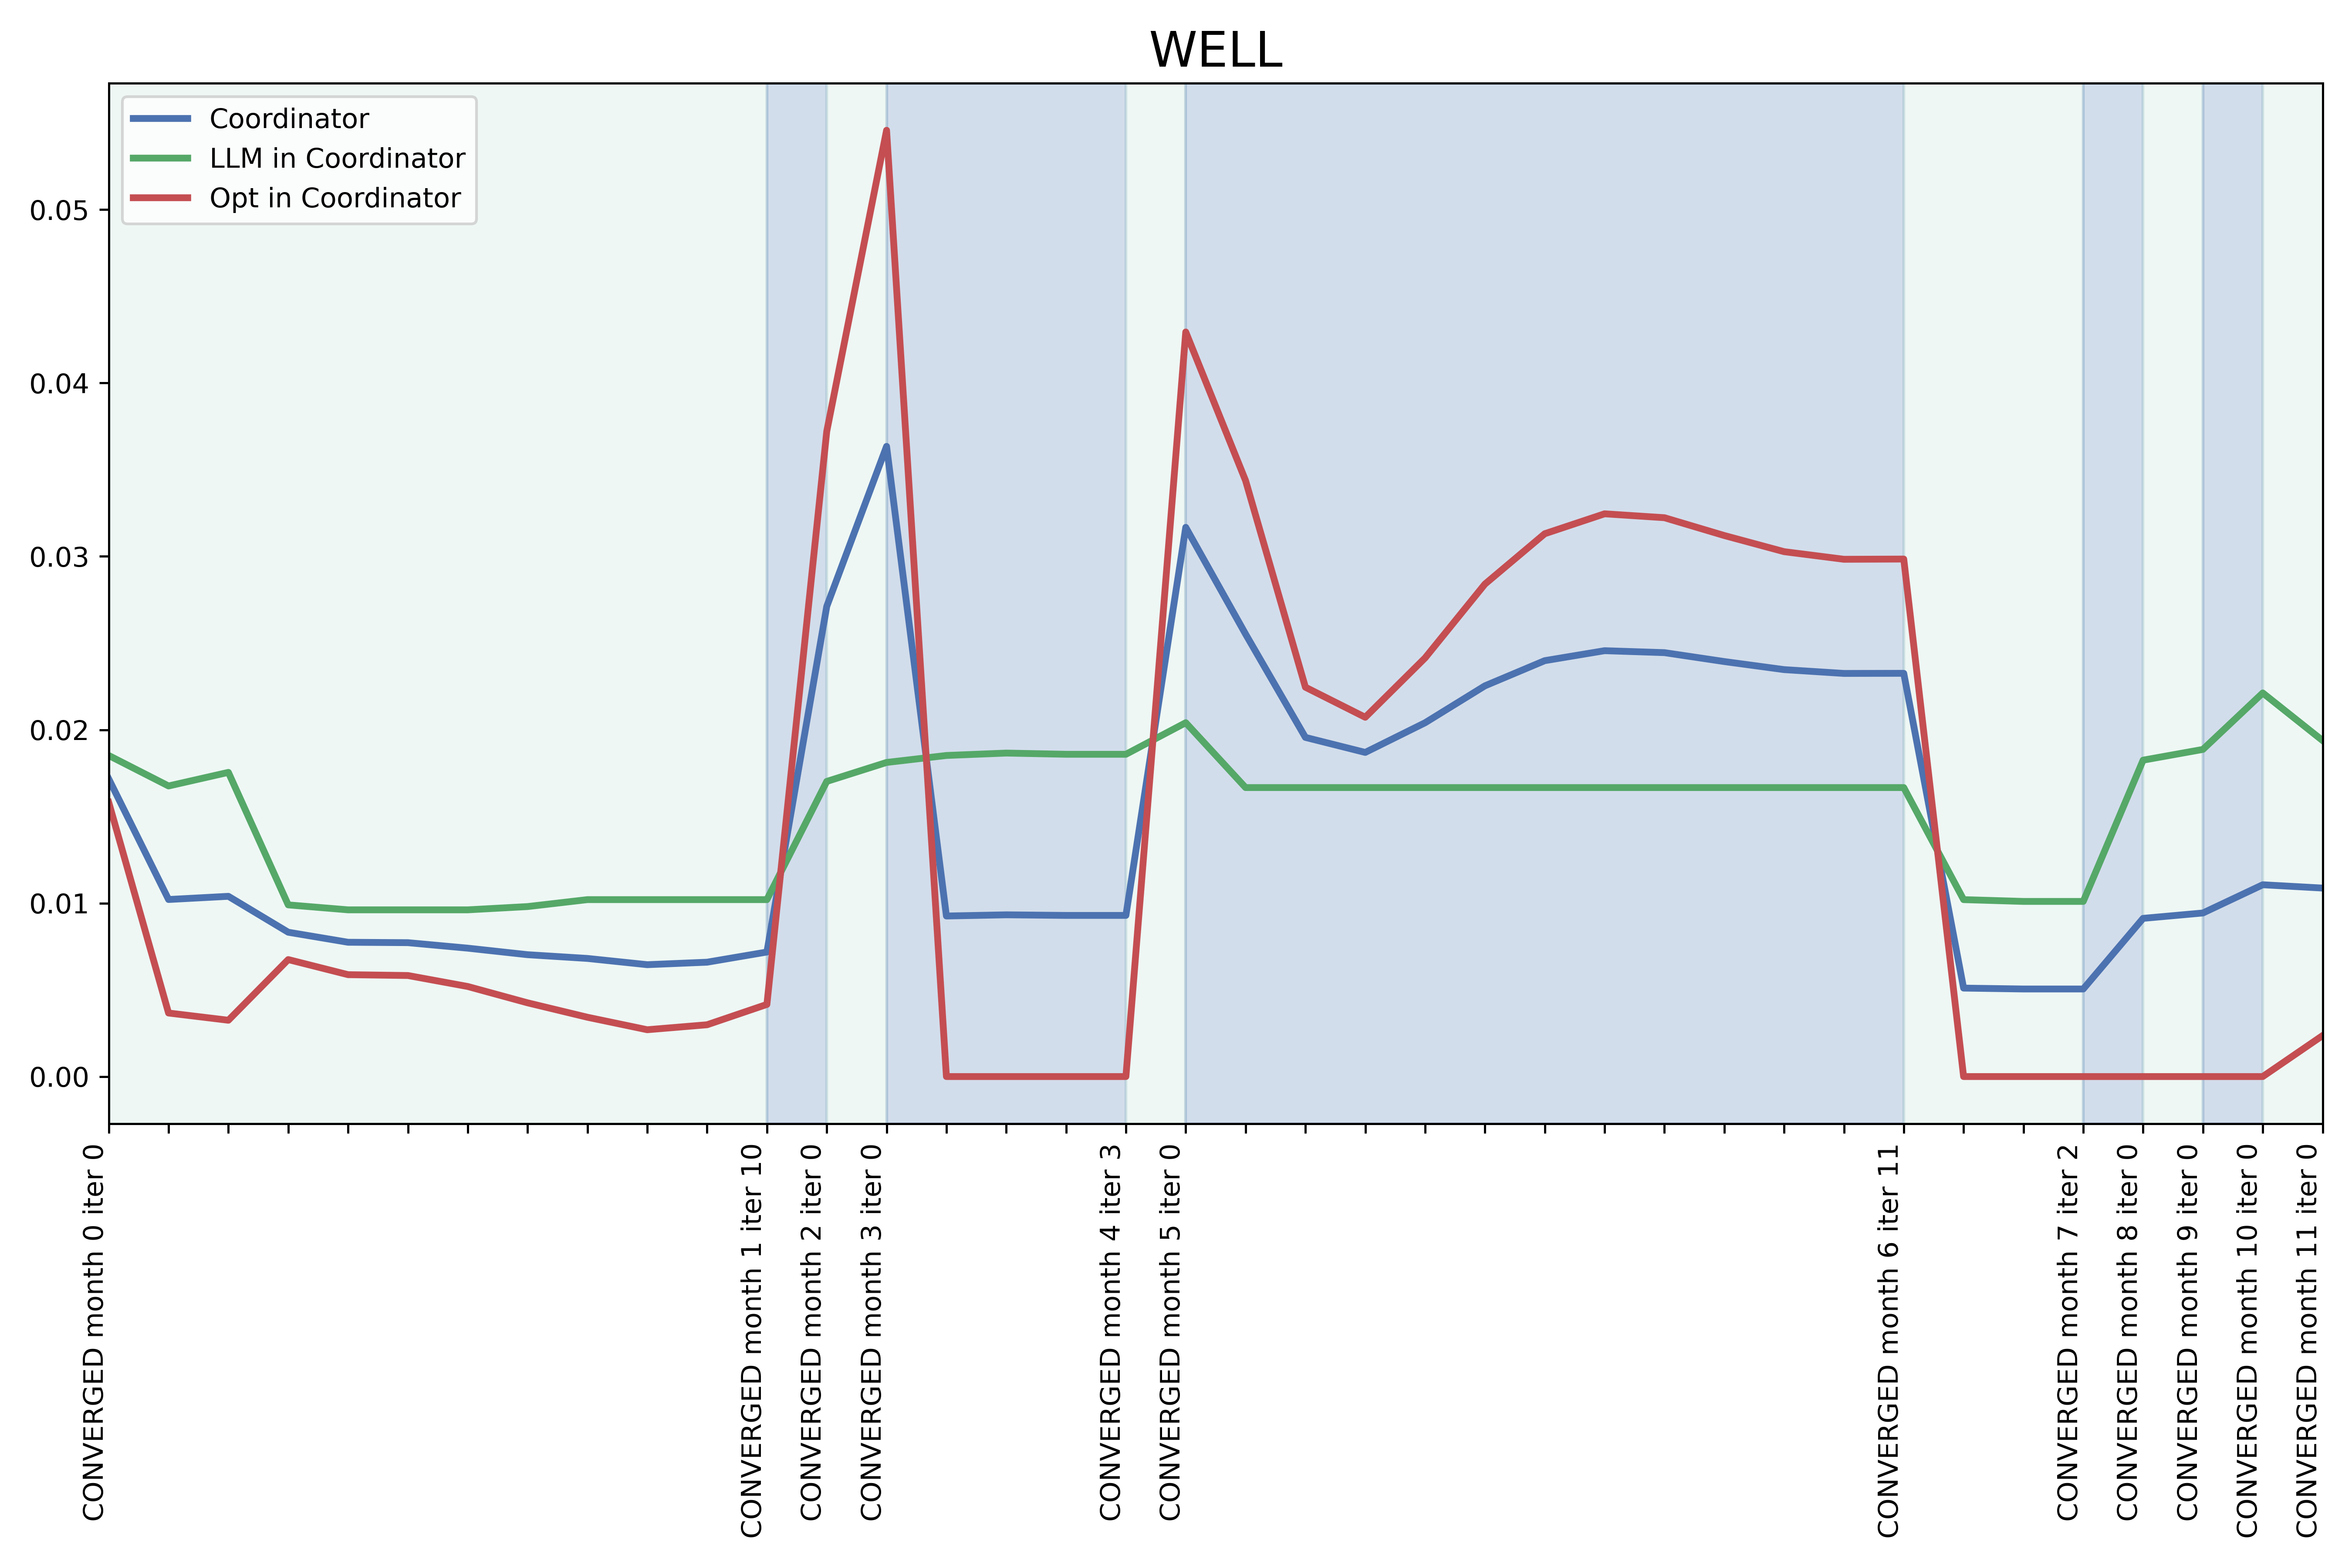 WELL
Coordinator
LLM in Coordinator
Opt in Coordinator
0.05
0.04
0.03
0.02
0.01
0.00
CONVERGED month 0 iter 0
CONVERGED month 1 iter 10
CONVERGED month 2 iter 0
CONVERGED month 3 iter 0
CONVERGED month 4 iter 3
CONVERGED month 5 iter 0
CONVERGED month 6 iter 11
CONVERGED month 7 iter 2
CONVERGED month 8 iter 0
CONVERGED month 9 iter 0
CONVERGED month 10 iter 0
CONVERGED month 11 iter 0